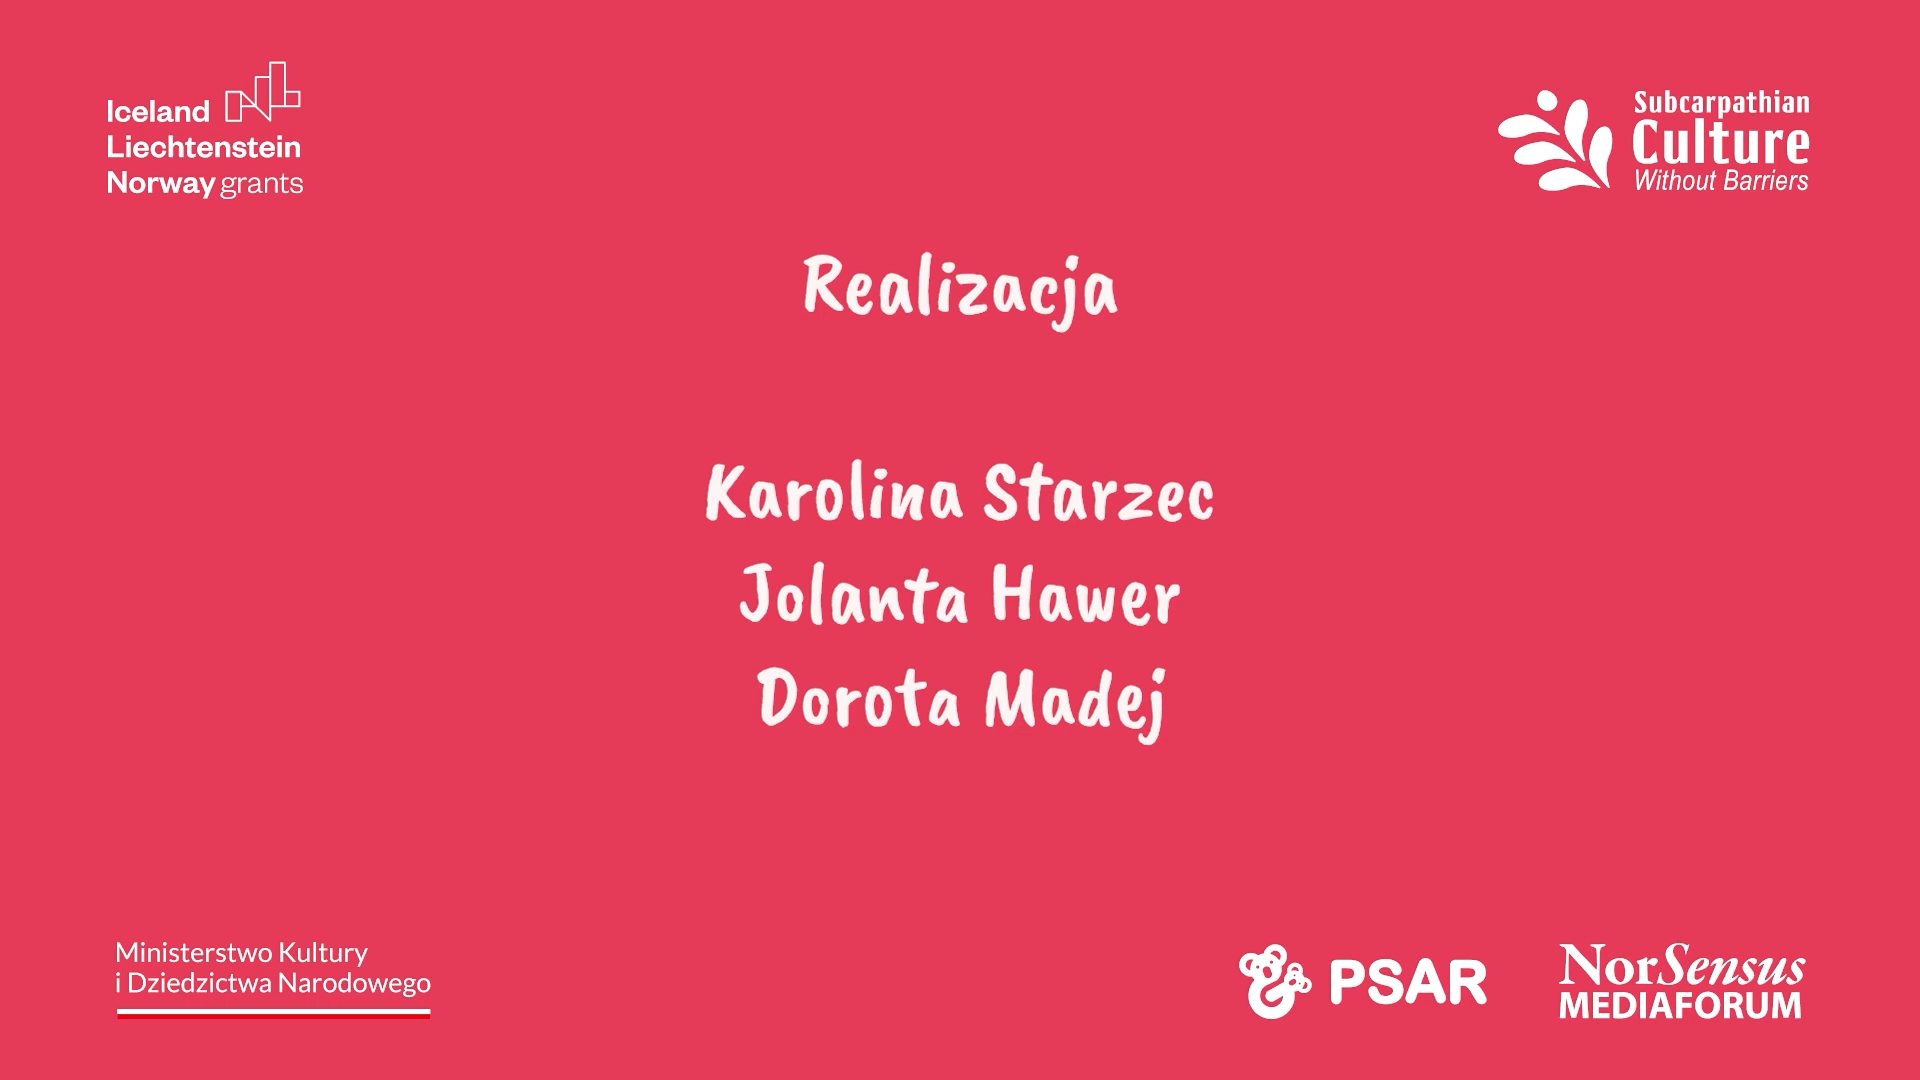 Iceland
Liechtenstein
Norway grants
Subcarpathian
Culture
Without Barriers
Realizacja
Karolina Starzec
Jolanta Hawer
Dorota Madej
Ministerstwo Kultury
i Dziedzictwa Narodowego
PSAR
NorSensus
MEDIAFORUM